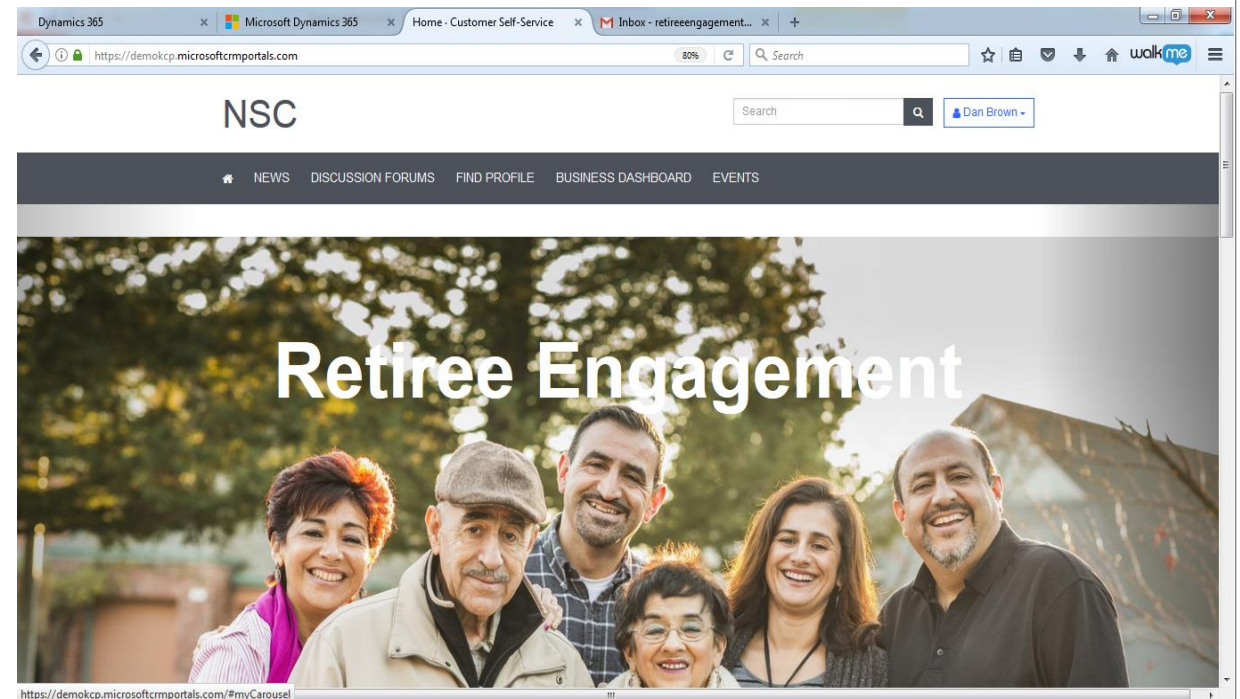 Dynamics 365
Microsoft Dynamics 365
Home · Customer Self-Service
Inbox - retireeengagement...
https://demokcp.microsoftcrmportals.com
80%
Search
walkme
NSC
Search
Dan Brown
NEWS DISCUSSION FORUMS FIND PROFILE BUSINESS DASHBOARD EVENTS
Retiree Engagement
https://demokcp.microsoftcrmportals.com/#myCarousel